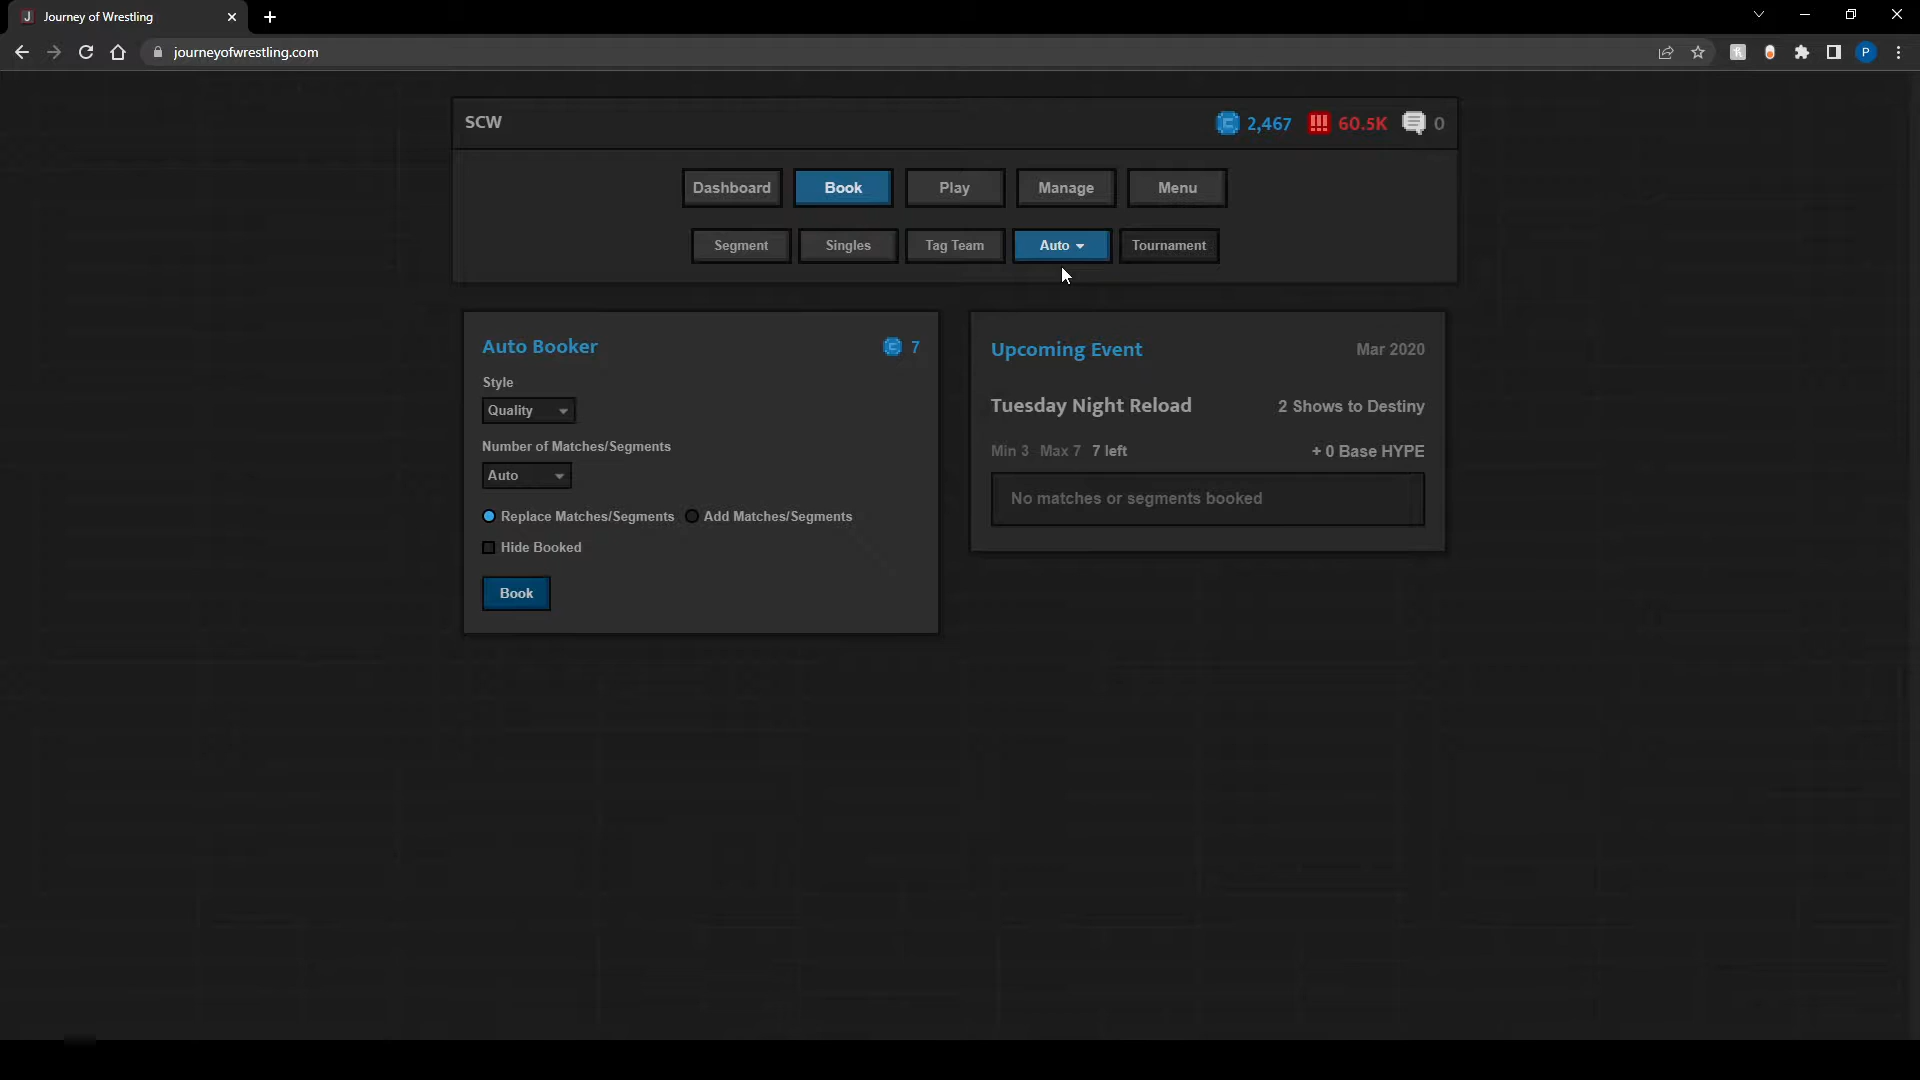 Journey of Wrestling
journeyofwrestling.com
P
SCW
2,467 60.5K 0
Dashboard Book Play Manage Menu
Segment Singles Tag Team Auto Tournament
Auto Booker 7
Style
Quality
Number of Matches/Segments
Auto
Replace Matches/Segments Add Matches/Segments
Hide Booked
Book
Upcoming Event Mar 2020
Tuesday Night Reload 2 Shows to Destiny
Min 3 Max 7 7 left + 0 Base HYPE
No matches or segments booked